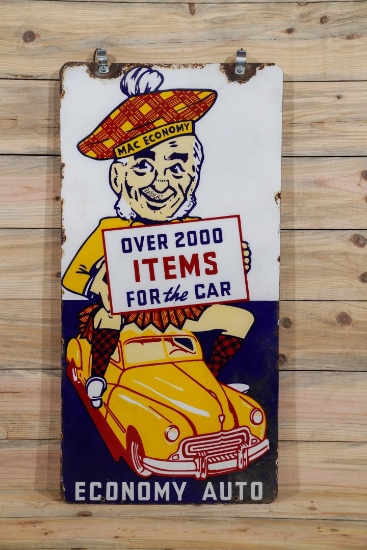 MAC ECONOMY
OVER 2000
ITEMS
FOR the CAR
ECONOMY AUTO